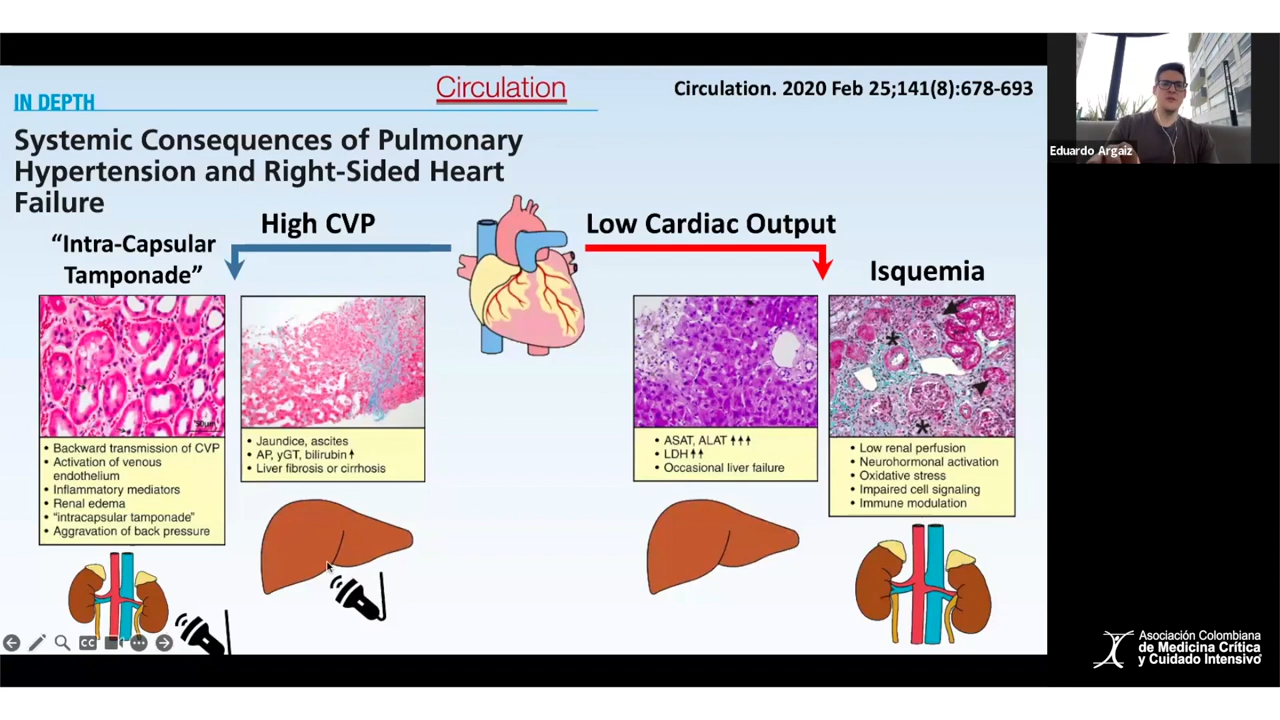 Circulation
Circulation. 2020 Feb 25;141(8):678-693
IN DEPTH
Systemic Consequences of Pulmonary
Hypertension and Right-Sided Heart
Failure
High CVP
Low Cardiac Output
“Intra-Capsular
Tamponade”
Isquemia
50µm
• Backward transmission of CVP
• Activation of venous
endothelium
• Inflammatory mediators
• Renal edema
• “intracapsular tamponade”
• Aggravation of back pressure
• Jaundice, ascites
• AP, yGT, bilirubin
• Liver fibrosis or cirrhosis
• ASAT, ALAT
• LDH
• Occasional liver failure
• Low renal perfusion
• Neurohormonal activation
• Oxidative stress
• Impaired cell signaling
• Immune modulation
CC
Eduardo Argaiz
Asociación Colombiana
de Medicina Crítica
y Cuidado Intensivo